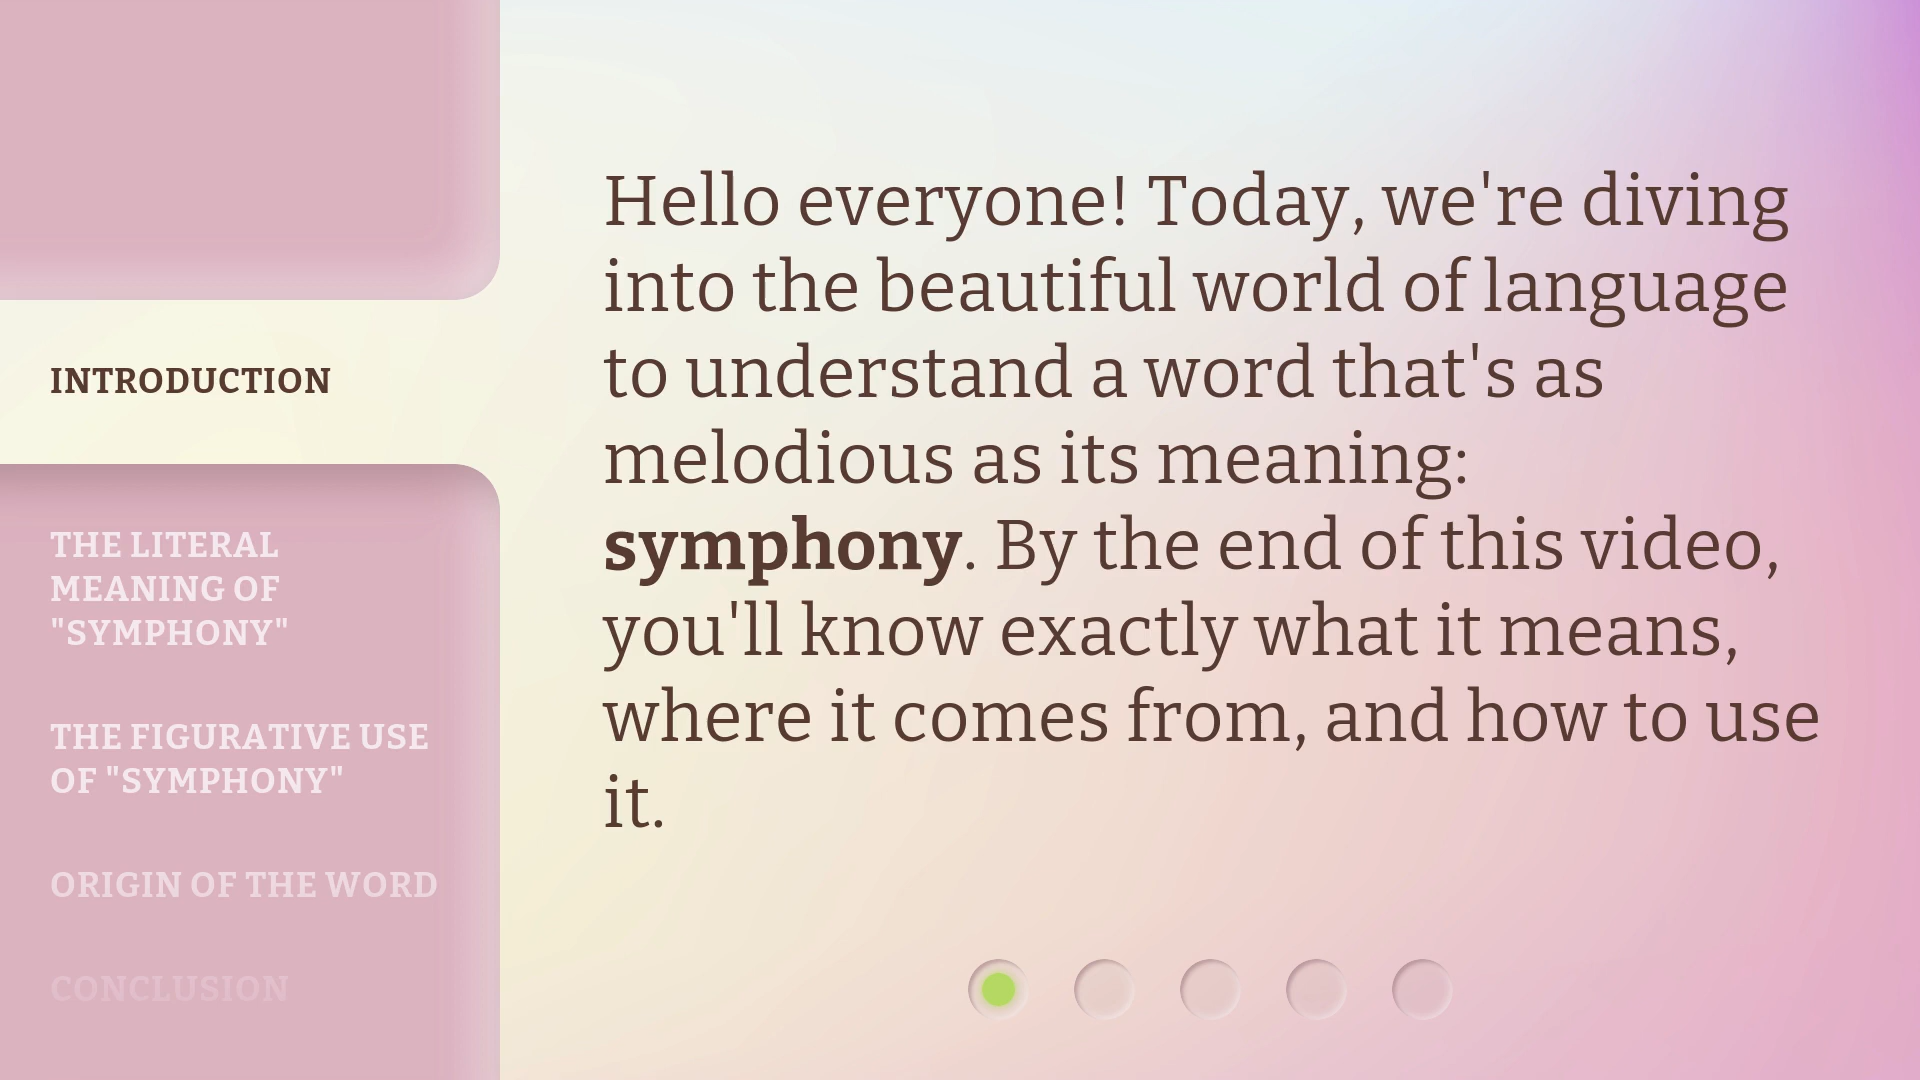 INTRODUCTION
THE LITERAL
MEANING OF
"SYMPHONY"
THE FIGURATIVE USE
OF "SYMPHONY"
ORIGIN OF THE WORD
CONCLUSION
Hello everyone! Today, we're diving
into the beautiful world of language
to understand a word that's as
melodious as its meaning:
symphony. By the end of this video,
you'll know exactly what it means,
where it comes from, and how to use
it.